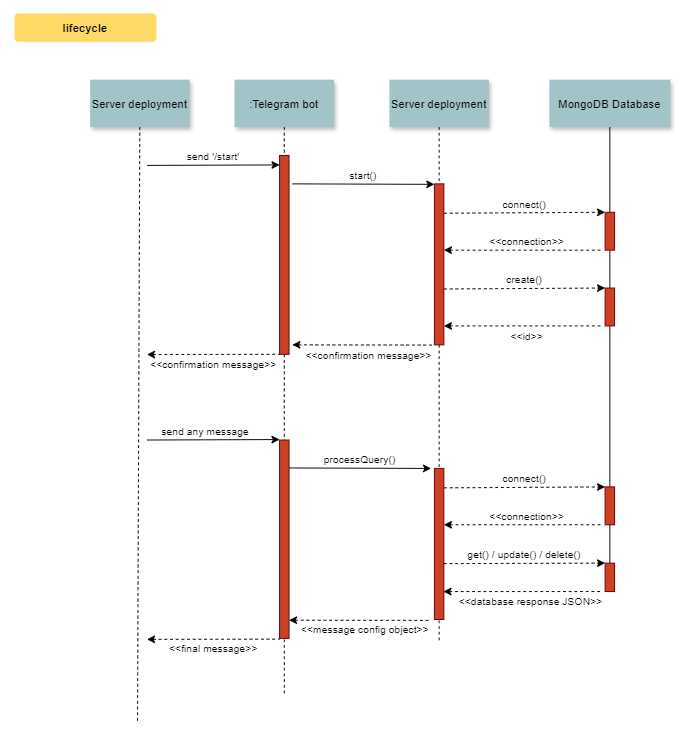 lifecycle
Server deployment
:Telegram bot
Server deployment
MongoDB Database
send '/start'
start()
connect()
<<connection>>
create()
<<id>>
<<confirmation message>>
<<confirmation message>>
send any message
processQuery()
connect()
<<connection>>
get() / update() / delete()
<<database response JSON>>
<<message config object>>
<<final message>>